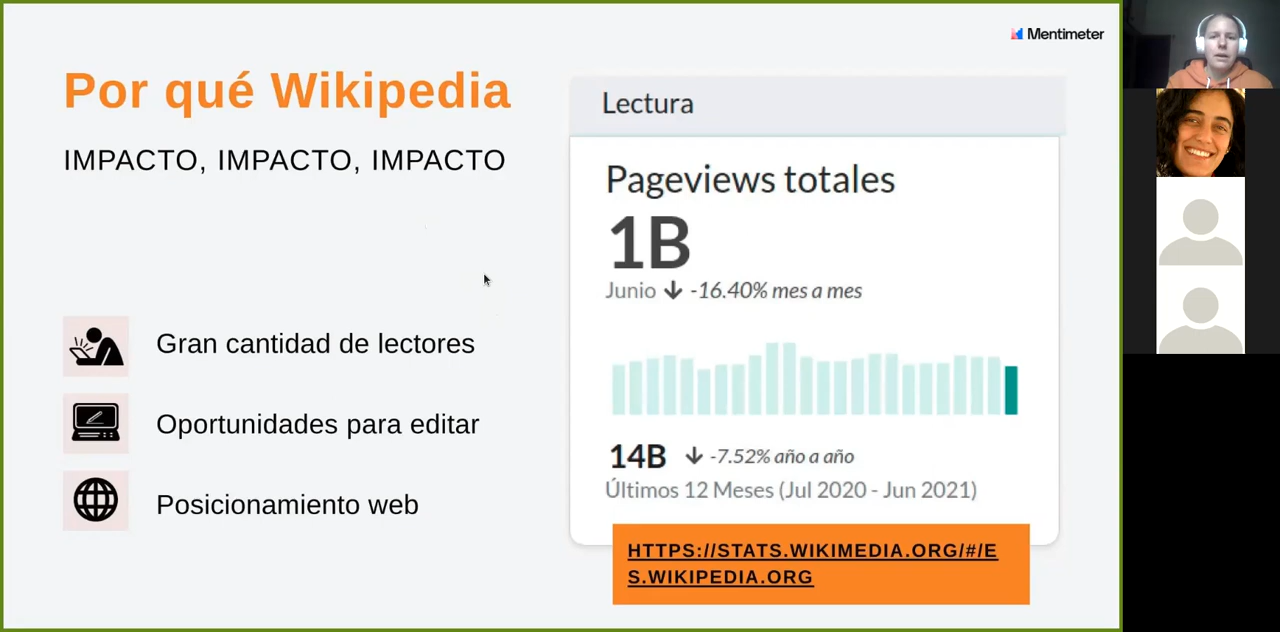 Mentimeter
Por qué Wikipedia
IMPACTO, IMPACTO, IMPACTO
Gran cantidad de lectores
Oportunidades para editar
Posicionamiento web
Lectura
Pageviews totales
1B
Junio ↓ -16.40% mes a mes
14B ↓ -7.52% año a año
Últimos 12 Meses (Jul 2020 - Jun 2021)
HTTPS://STATS.WIKIMEDIA.ORG/#/E
S.WIKIPEDIA.ORG